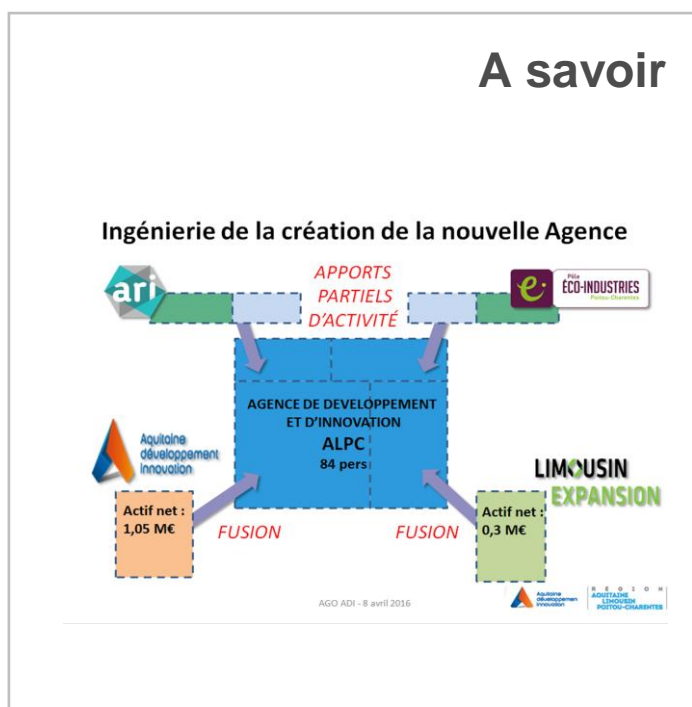 A savoir
Ingénierie de la création de la nouvelle Agence
ari
APPORTS
PARTIELS
D'ACTIVITÉ
e
Pôle
ÉCO-INDUSTRIES
Poitou-Charentes
AGENCE DE DEVELOPPEMENT
ET D'INNOVATION
ALPC
84 pers
Aquitaine
développement
innovation
LIMOUSIN
EXPANSION
Actif net :
1,05 M€
FUSION
FUSION
Actif net :
0,3 M€
AGO ADI - 8 avril 2016
Aquitaine
développement
innovation
RÉGION
AQUITAINE
LIMOUSIN
POITOU-CHARENTES